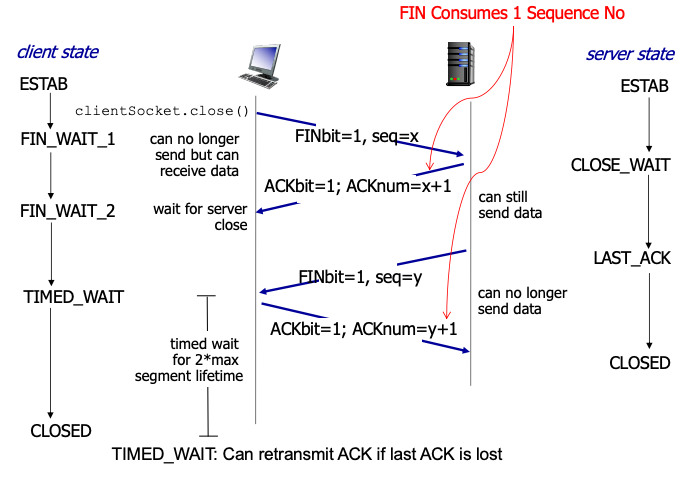 FIN Consumes 1 Sequence No
client state
server state
ESTAB
ESTAB
clientSocket.close()
FINbit=1, seq=x
FIN_WAIT_1
can no longer
send but can
receive data
CLOSE_WAIT
ACKbit=1; ACKnum=x+1
FIN_WAIT_2
wait for server
close
can still
send data
LAST_ACK
FINbit=1, seq=y
TIMED_WAIT
can no longer
send data
ACKbit=1; ACKnum=y+1
timed wait
for 2*max
segment lifetime
CLOSED
CLOSED
TIMED_WAIT: Can retransmit ACK if last ACK is lost